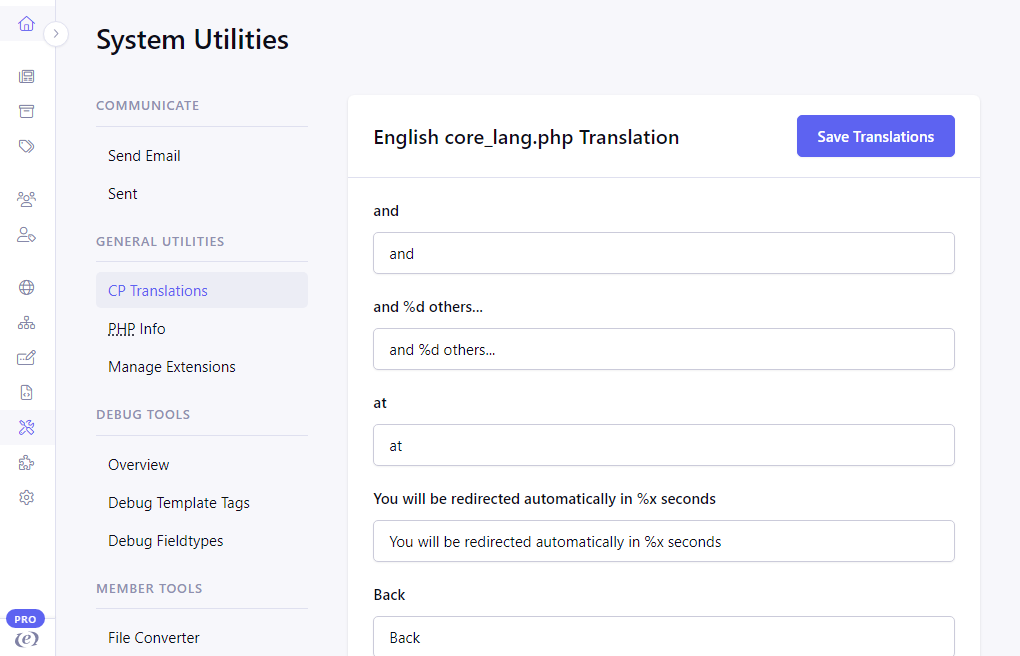 System Utilities
COMMUNICATE
Send Email
Sent
GENERAL UTILITIES
CP Translations
PHP Info
Manage Extensions
DEBUG TOOLS
Overview
Debug Template Tags
Debug Fieldtypes
MEMBER TOOLS
File Converter
PRO
English core_lang.php Translation
Save Translations
and
and
and %d others...
and %d others...
at
at
You will be redirected automatically in %x seconds
You will be redirected automatically in %x seconds
Back
Back